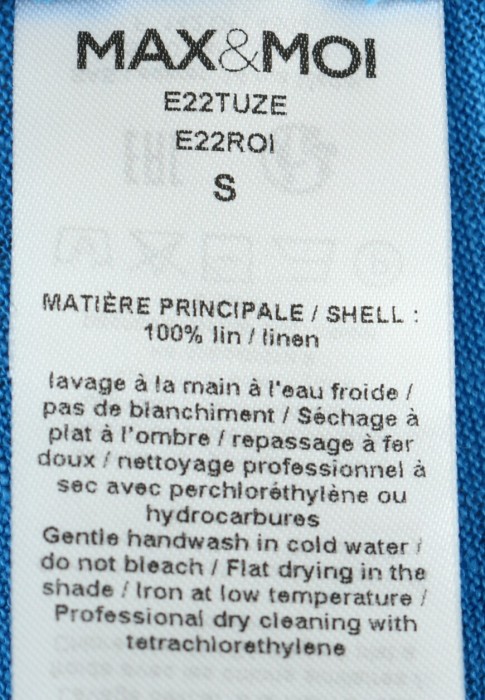 MAX&MOI
E22TUZE
E22ROI
S
MATIÈRE PRINCIPALE / SHELL :
100% lin / linen
lavage à la main à l'eau froide /
pas de blanchiment / Séchage à
plat à l'ombre / repassage à fer
doux / nettoyage professionnel à
sec avec perchloréthylène ou
hydrocarbures
Gentle handwash in cold water /
do not bleach / Flat drying in the
shade / Iron at low temperature /
Professional dry cleaning with
tetrachlorethylene